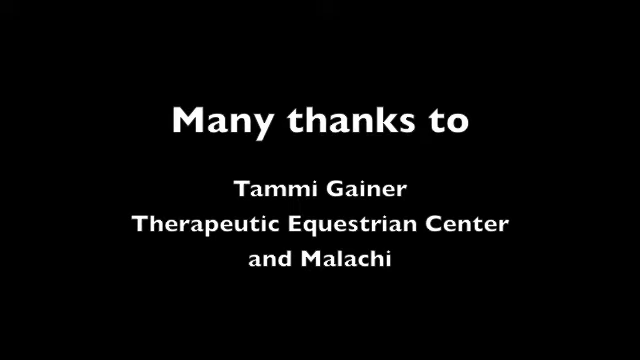 Many thanks to
Tammi Gainer
Therapeutic Equestrian Center
and Malachi